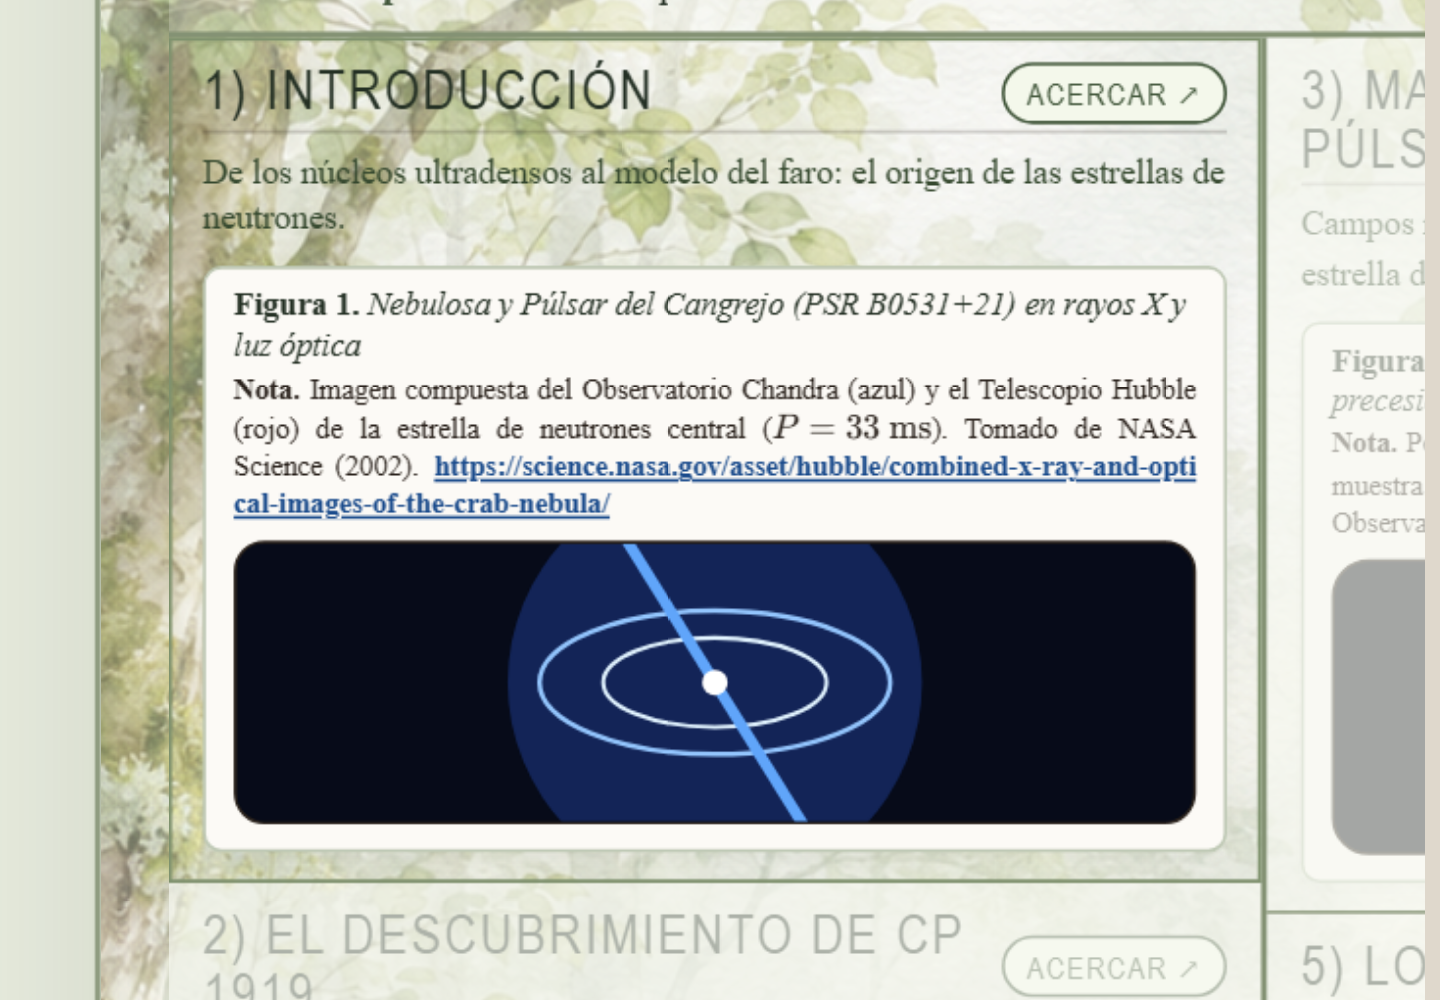 1) INTRODUCCIÓN
ACERCAR ↗
De los núcleos ultradensos al modelo del faro: el origen de las estrellas de
neutrones.
Figura 1. Nebulosa y Púlsar del Cangrejo (PSR B0531+21) en rayos X y
luz óptica
Nota. Imagen compuesta del Observatorio Chandra (azul) y el Telescopio Hubble
(rojo) de la estrella de neutrones central (P = 33 ms). Tomado de NASA
Science (2002). https://science.nasa.gov/asset/hubble/combined-x-ray-and-opti
cal-images-of-the-crab-nebula/
2) EL DESCUBRIMIENTO DE CP
1919
ACERCAR ↗
3) MA
PÚLS
Campos
estrella d
Figura
precesi
Nota. P
muestra
Observa
5) LO